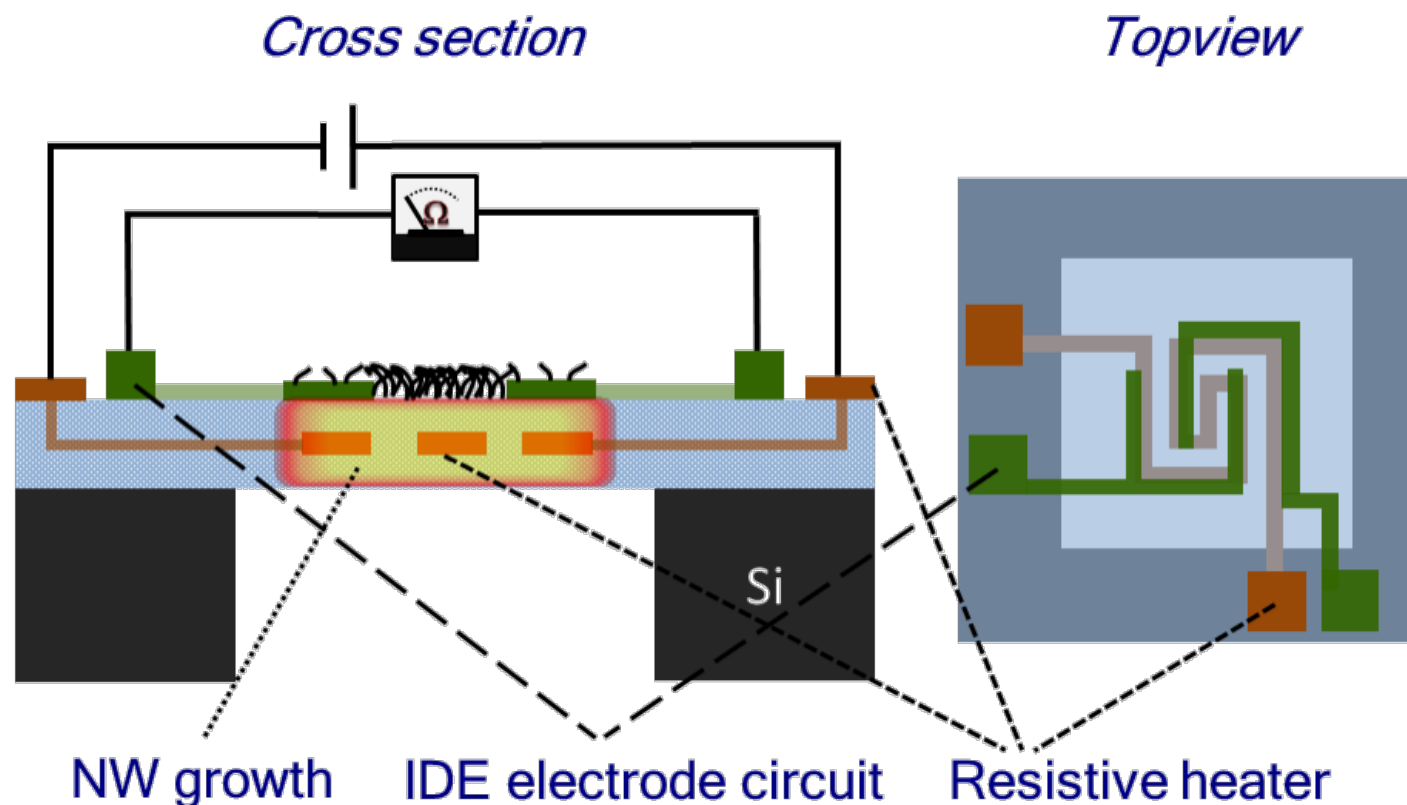 Cross section
Topview
Ω
Si
NW growth
IDE electrode circuit
Resistive heater